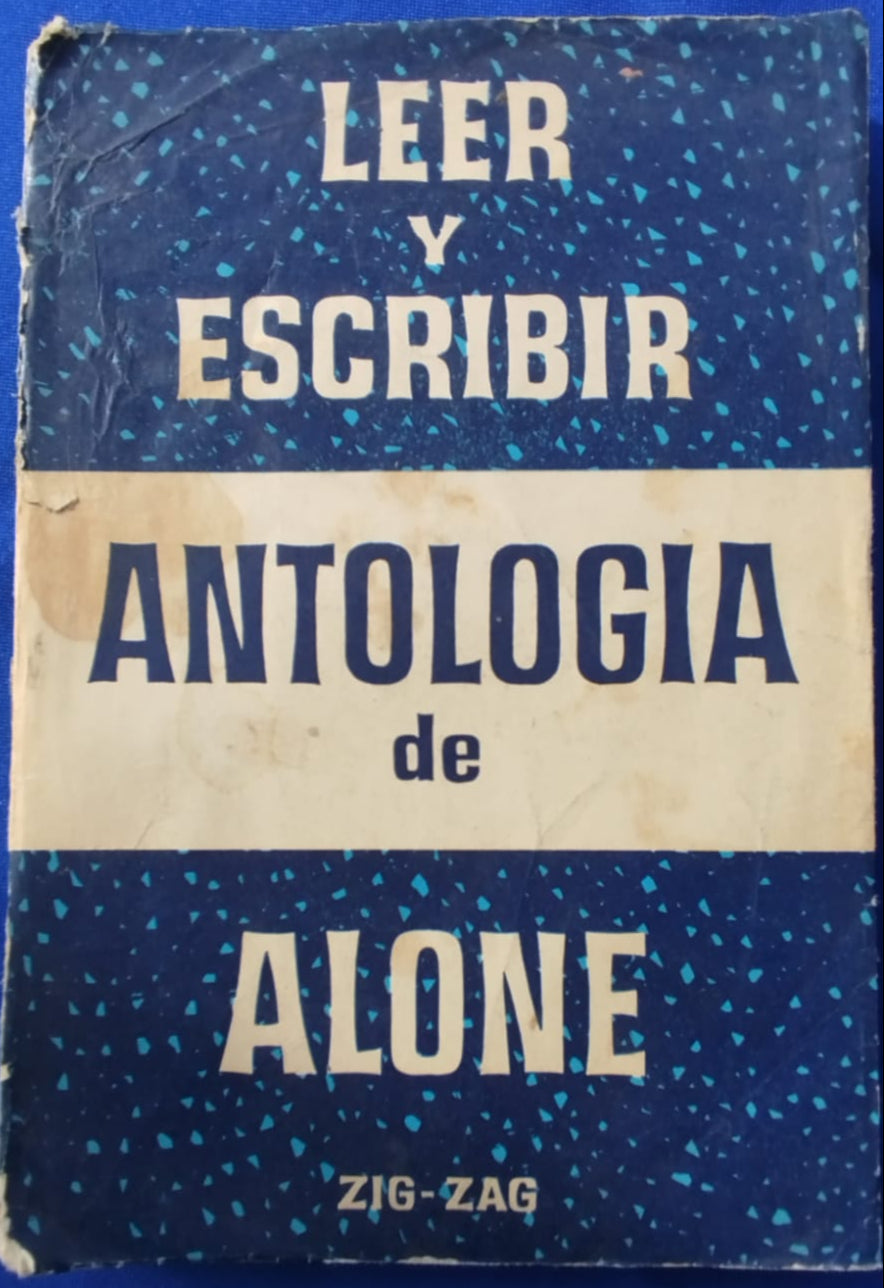 LEER
Y
ESCRIBIR
ANTOLOGIA
de
ALONE
ZIG-ZAG